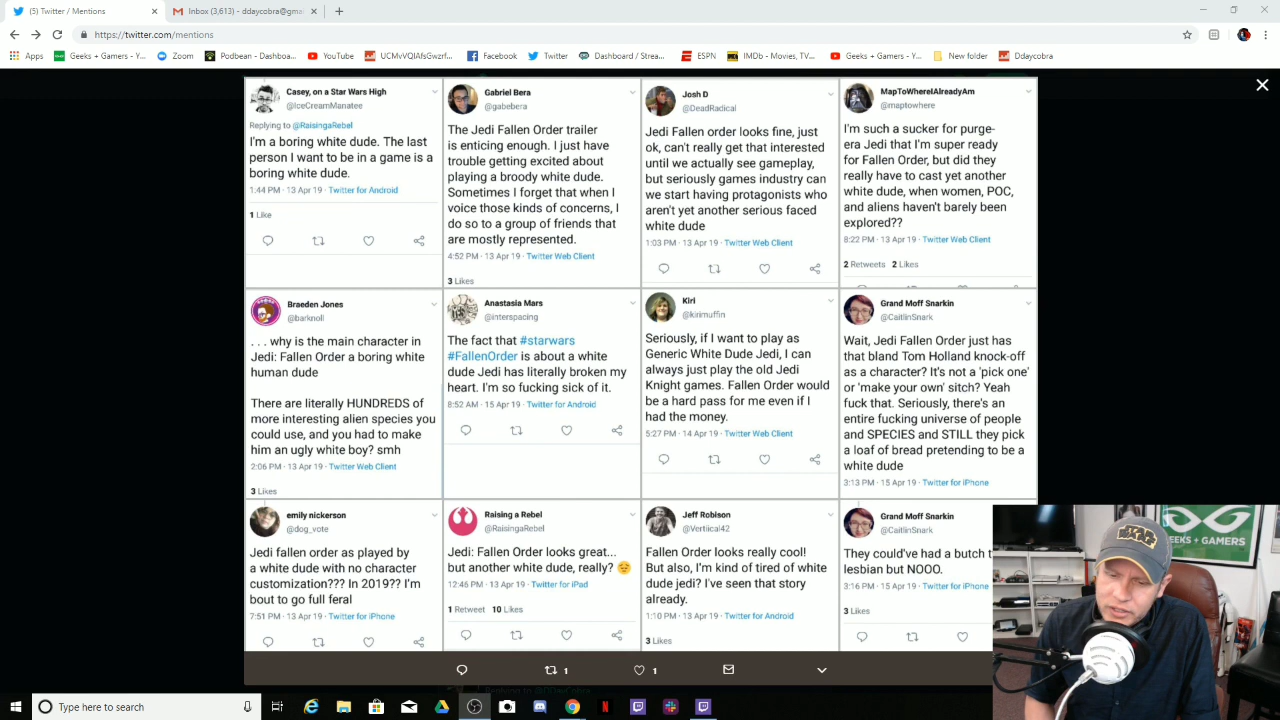 (5) Twitter / Mentions
Inbox (3,613) - ddaycobra@gma
https://twitter.com/mentions
Apps
Geeks + Gamers - Y...
Zoom
Podbean - Dashboar...
YouTube
UCMvVQIAfsGwzrf...
Facebook
Twitter
Dashboard / Strea...
ESPN
IMDB - Movies, TV...
Geeks + Gamers - Y...
New folder
Ddaycobra
Casey, on a Star Wars High
@IceCreamManatee
Replying to @RaisingaRebel
I'm a boring white dude. The last
person I want to be in a game is a
boring white dude.
1:44 PM · 13 Apr 19 · Twitter for Android
1 Like
Gabriel Bera
@gabebera
The Jedi Fallen Order trailer
is enticing enough. I just have
trouble getting excited about
playing a broody white dude.
Sometimes I forget that when I
voice those kinds of concerns, I
do so to a group of friends that
are mostly represented.
4:52 PM · 13 Apr 19 · Twitter Web Client
3 Likes
Josh D
@DeadRadical
Jedi Fallen order looks fine, just
ok, can't really get that interested
until we actually see gameplay,
but seriously games industry can
we start having protagonists who
aren't yet another serious faced
white dude
1:03 PM · 13 Apr 19 · Twitter Web Client
MapToWhereIAlreadyAm
@maptowhere
I'm such a sucker for purge-
era Jedi that I'm super ready
for Fallen Order, but did they
really have to cast yet another
white dude, when women, POC,
and aliens haven't barely been
explored??
8:22 PM · 13 Apr 19 · Twitter Web Client
2 Retweets 2 Likes
Braeden Jones
@barknoll
. . . why is the main character in
Jedi: Fallen Order a boring white
human dude
There are literally HUNDREDS of
more interesting alien species you
could use, and you had to make
him an ugly white boy? smh
2:06 PM · 13 Apr 19 · Twitter Web Client
3 Likes
Anastasia Mars
@interspacing
The fact that #starwars
#FallenOrder is about a white
dude Jedi has literally broken my
heart. I'm so fucking sick of it.
8:52 AM · 15 Apr 19 · Twitter for Android
Kiri
@kirimuffin
Seriously, if I want to play as
Generic White Dude Jedi, I can
always just play the old Jedi
Knight games. Fallen Order would
be a hard pass for me even if I
had the money.
5:27 PM · 14 Apr 19 · Twitter Web Client
Grand Moff Snarkin
@CaitlinSnark
Wait, Jedi Fallen Order just has
that bland Tom Holland knock-off
as a character? It's not a 'pick one'
or 'make your own' sitch? Yeah
fuck that. Seriously, there's an
entire fucking universe of people
and SPECIES and STILL they pick
a loaf of bread pretending to be a
white dude
3:13 PM · 15 Apr 19 · Twitter for iPhone
emily nickerson
@dog_vote
Jedi fallen order as played by
a white dude with no character
customization??? In 2019?? I'm
bout to go full feral
7:51 PM · 13 Apr 19 · Twitter for iPhone
Raising a Rebel
@RaisingaRebel
Jedi: Fallen Order looks great...
but another white dude, really? 😔
12:46 PM · 13 Apr 19 · Twitter for iPad
1 Retweet 10 Likes
Jeff Robison
@Vertiical42
Fallen Order looks really cool!
But also, I'm kind of tired of white
dude jedi? I've seen that story
already.
1:10 PM · 13 Apr 19 · Twitter for Android
3 Likes
Grand Moff Snarkin
@CaitlinSnark
They could've had a butch t
lesbian but NOOO.
3:16 PM · 15 Apr 19 · Twitter for iPhone
3 Likes
1
1
EEKS + GAMERS
STAR WARS
Type here to search